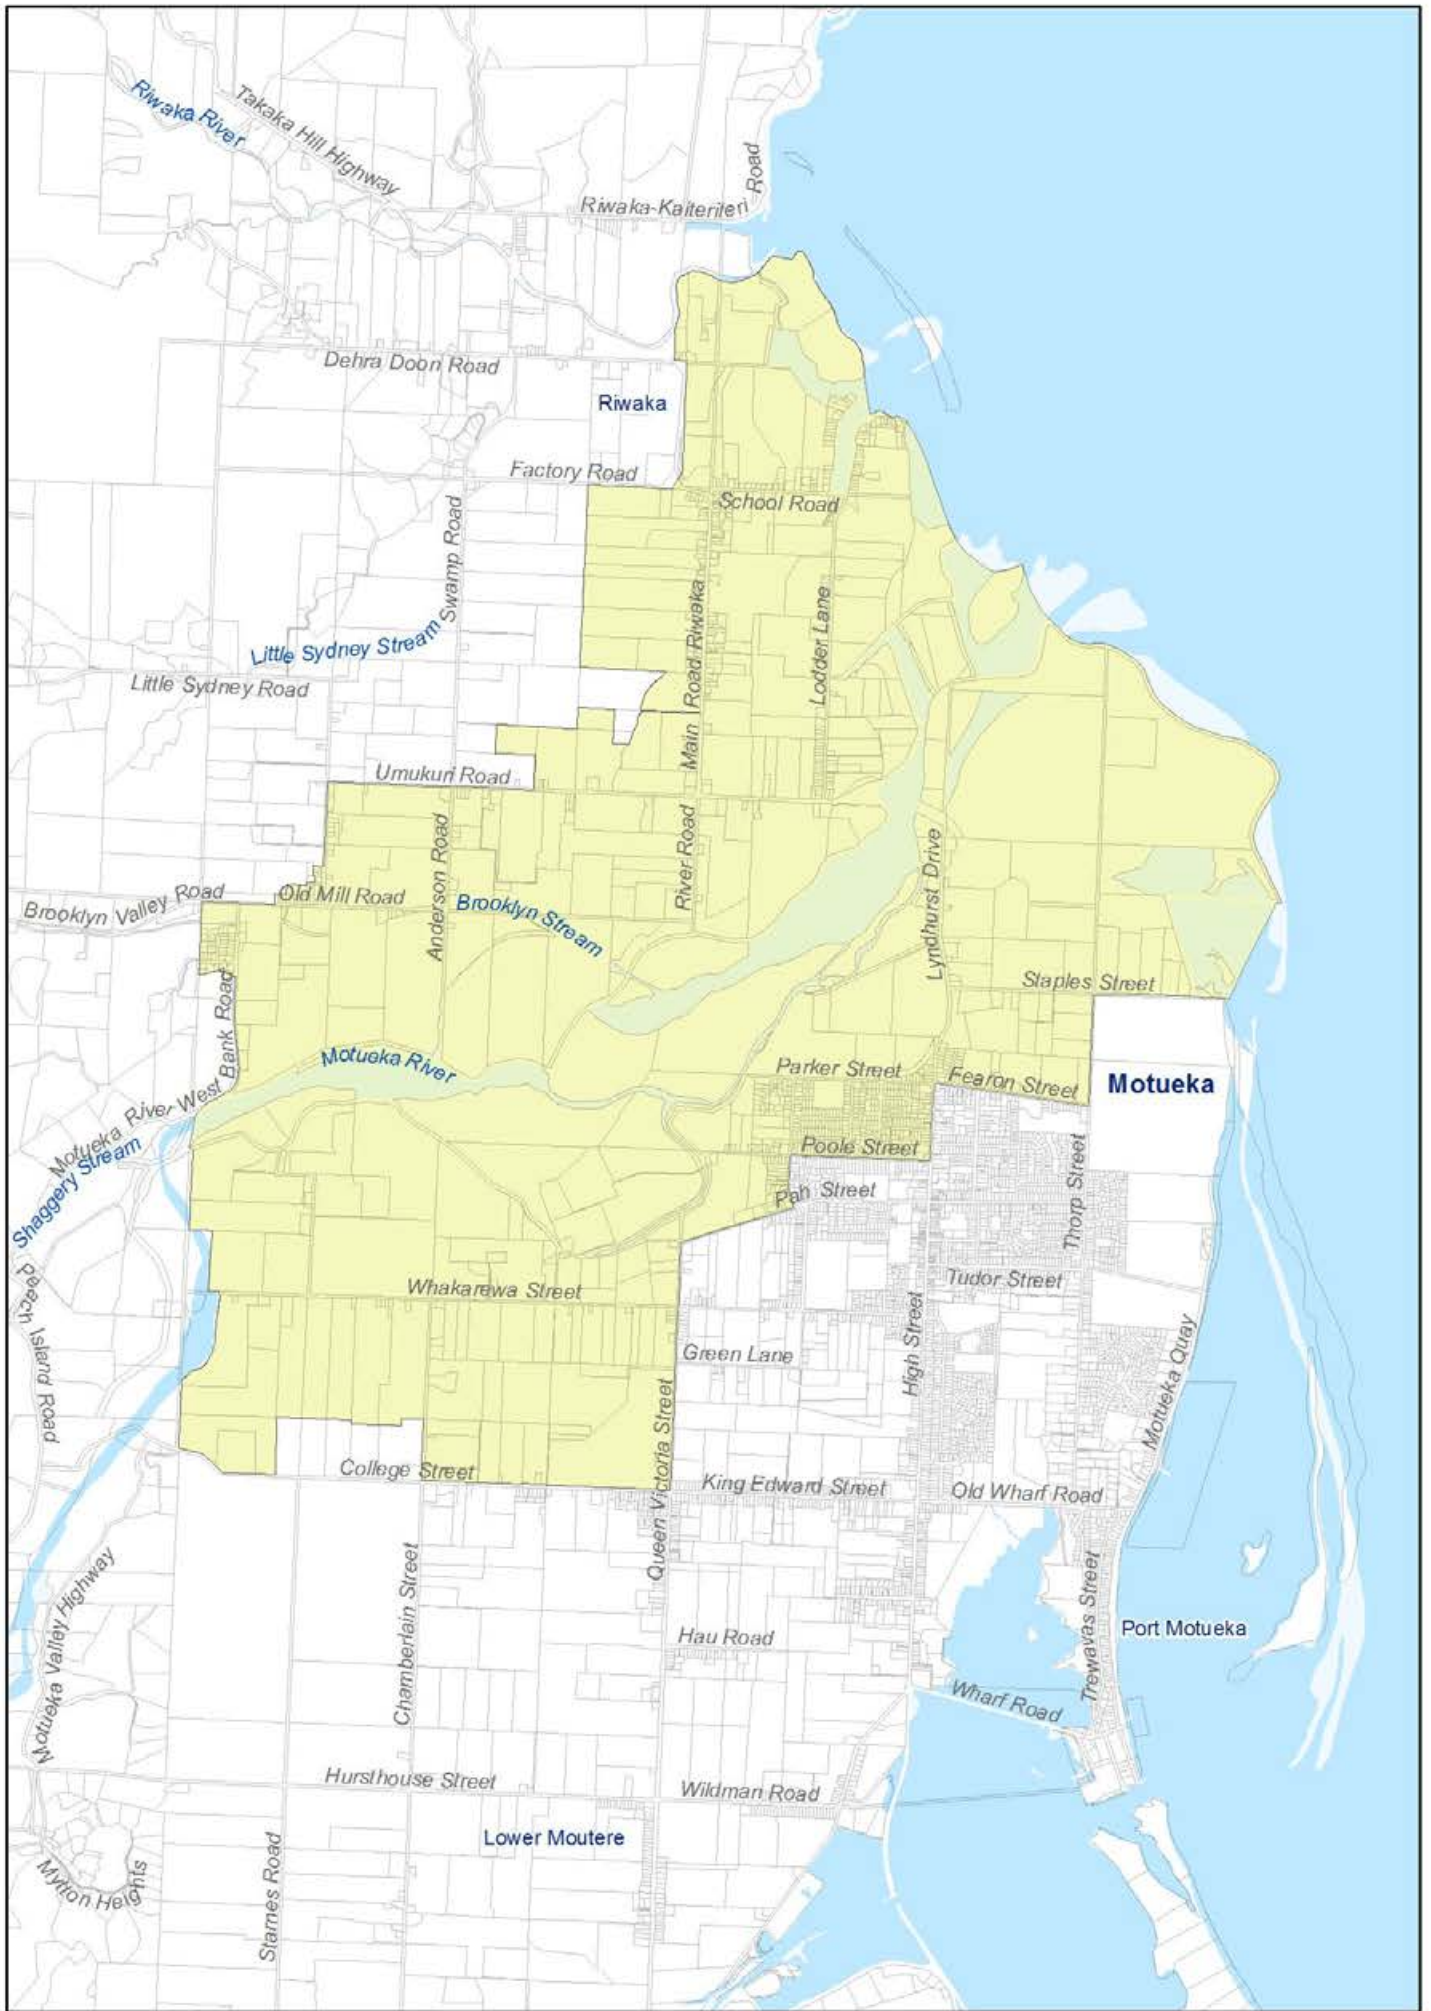 Riwaka River
Takaka Hill Highway
Riwaka-Kaiteriteri Road
Dehra Doon Road
Riwaka
Factory Road
School Road
Swamp Road
Main Road Riwaka
Lodder Lane
Little Sydney Stream
Little Sydney Road
Umukuri Road
Anderson Road
River Road
Lyndhurst Drive
Brooklyn Valley Road
Old Mill Road
Brooklyn Stream
Staples Street
Motueka River West Bank Road
Motueka River
Parker Street
Fearon Street
Motueka
Shaggery Stream
Poole Street
Pah Street
Thorp Street
Peach Island Road
Whakarewa Street
Tudor Street
High Street
Green Lane
Motueka Quay
Queen Victoria Street
College Street
King Edward Street
Old Wharf Road
Motueka Valley Highway
Chamberlain Street
Hau Road
Trewavas Street
Port Motueka
Wharf Road
Hursthouse Street
Wildman Road
Lower Moutere
Mytton Heights
Starnes Road